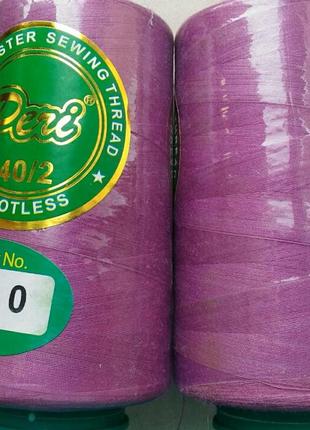 STER SEWING THREAD
Peri®
40/2
OTLESS
No.
0